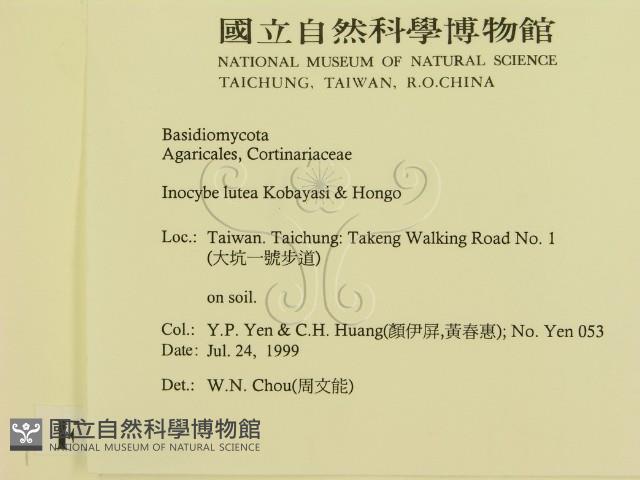 國立自然科學博物館
NATIONAL MUSEUM OF NATURAL SCIENCE
TAICHUNG, TAIWAN, R.O.CHINA
Basidiomycota
Agaricales, Cortinariaceae
Inocybe lutea Kobayasi & Hongo
Loc.: Taiwan. Taichung: Takeng Walking Road No. 1
(大坑一號步道)
on soil.
Col.: Y.P. Yen & C.H. Huang(顏伊屏,黃春惠); No. Yen 053
Date: Jul. 24, 1999
Det.: W.N. Chou(周文能)
國立自然科學博物館
NATIONAL MUSEUM OF NATURAL SCIENCE